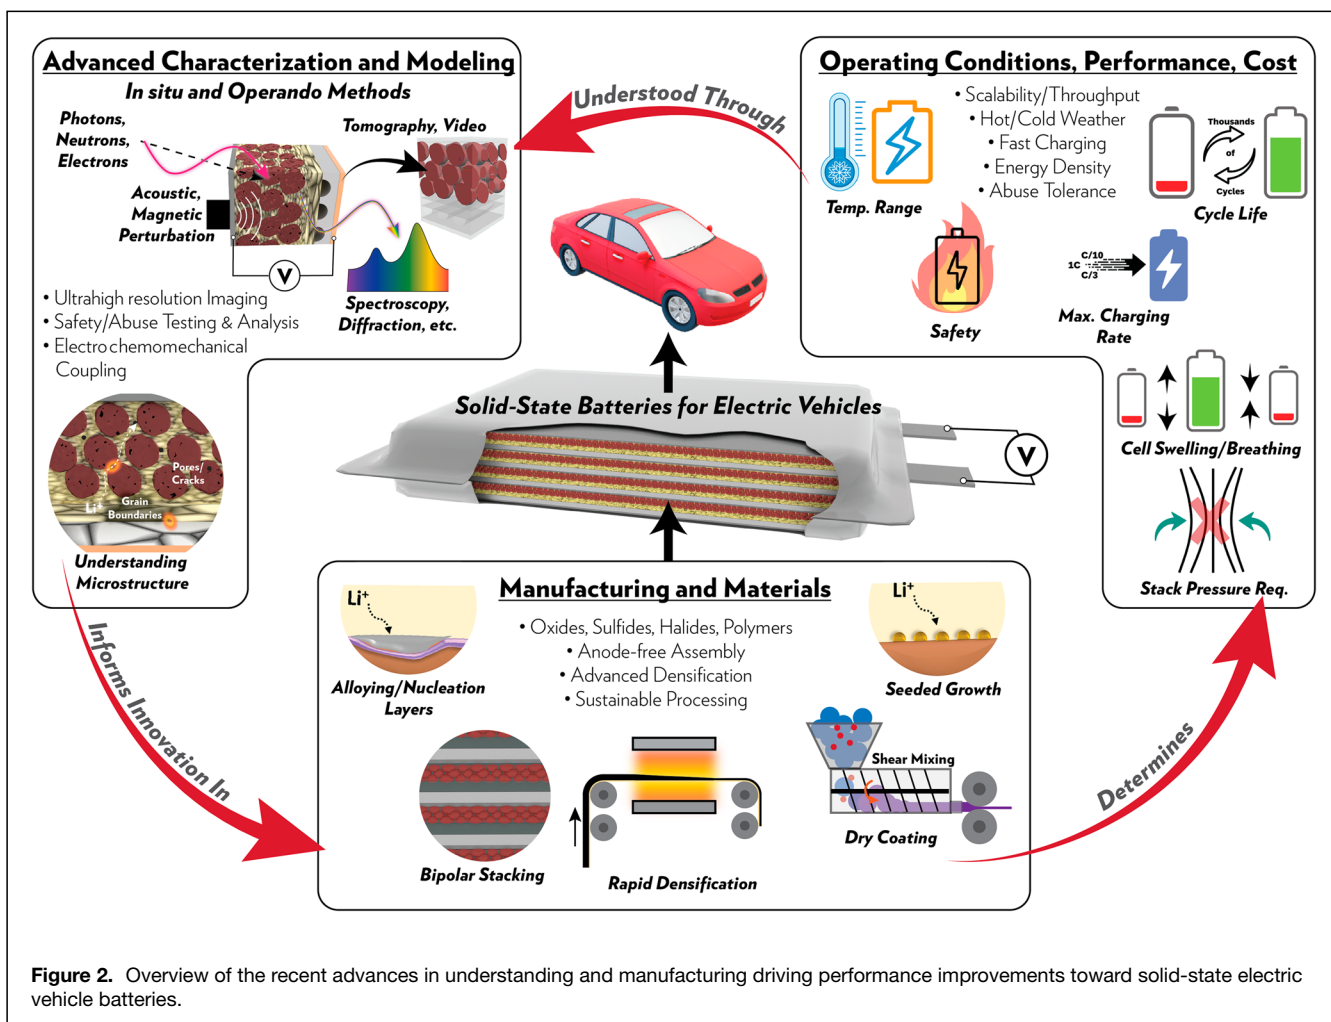 Advanced Characterization and Modeling
In situ and Operando Methods
Photons,
Neutrons,
Electrons
Tomography, Video
Acoustic,
Magnetic
Perturbation
V
Spectroscopy,
Diffraction, etc.
• Ultrahigh resolution Imaging
• Safety/Abuse Testing & Analysis
• Electrochemomechanical
Coupling
Pores/
Cracks
Li+
Grain
Boundaries
Understanding
Microstructure
Understood Through
Operating Conditions, Performance, Cost
• Scalability/Throughput
• Hot/Cold Weather
• Fast Charging
• Energy Density
• Abuse Tolerance
Temp. Range
Thousands
of
Cycles
Cycle Life
Safety
C/10
1C
C/3
Max. Charging
Rate
Cell Swelling/Breathing
Stack Pressure Req.
Solid-State Batteries for Electric Vehicles
V
Informs Innovation In
Manufacturing and Materials
Li+
Alloying/Nucleation
Layers
• Oxides, Sulfides, Halides, Polymers
• Anode-free Assembly
• Advanced Densification
• Sustainable Processing
Li+
Seeded Growth
Bipolar Stacking
Rapid Densification
Shear Mixing
Dry Coating
Determines
Figure 2. Overview of the recent advances in understanding and manufacturing driving performance improvements toward solid-state electric
vehicle batteries.